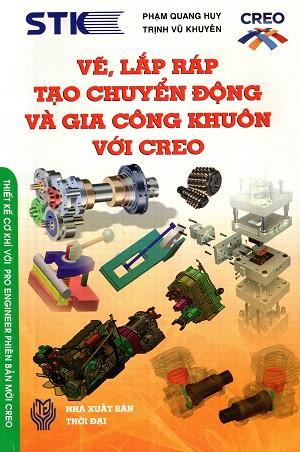 STK
PHẠM QUANG HUY
TRỊNH VŨ KHUYÊN
CREO
VẼ, LẮP RÁP
TẠO CHUYỂN ĐỘNG
VÀ GIA CÔNG KHUÔN
VỚI CREO
THIẾT KẾ CƠ KHÍ VỚI PRO ENGINEER PHIÊN BẢN MỚI CREO
NHÀ XUẤT BẢN
THỜI ĐẠI